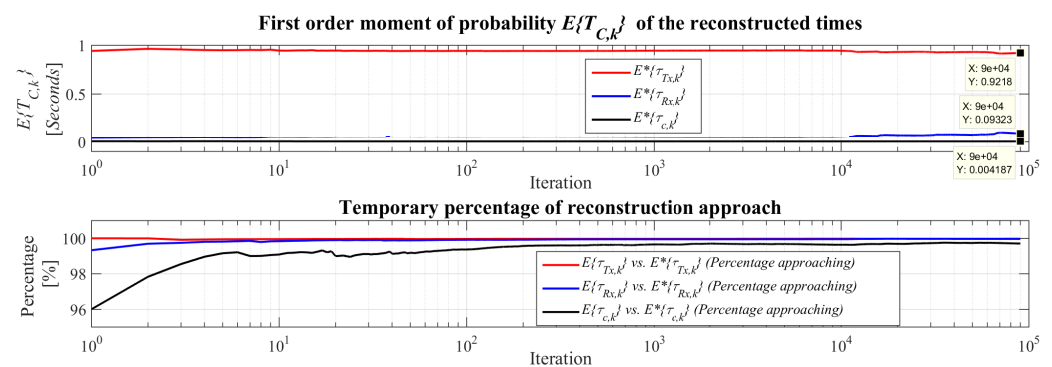 First order moment of probability E{T_C,k} of the reconstructed times
E{T_C,k}
[Seconds]
1
0.5
0
E*{τ_Tx,k}
E*{τ_Rx,k}
E*{τ_c,k}
X: 9e+04
Y: 0.9218
X: 9e+04
Y: 0.09323
X: 9e+04
Y: 0.004187
10^0 10^1 10^2 10^3 10^4 10^5
Iteration
Temporary percentage of reconstruction approach
Percentage
[%]
100
98
96
E{τ_Tx,k} vs. E*{τ_Tx,k} (Percentage approaching)
E{τ_Rx,k} vs. E*{τ_Rx,k} (Percentage approaching)
E{τ_c,k} vs. E*{τ_c,k} (Percentage approaching)
10^0 10^1 10^2 10^3 10^4 10^5
Iteration